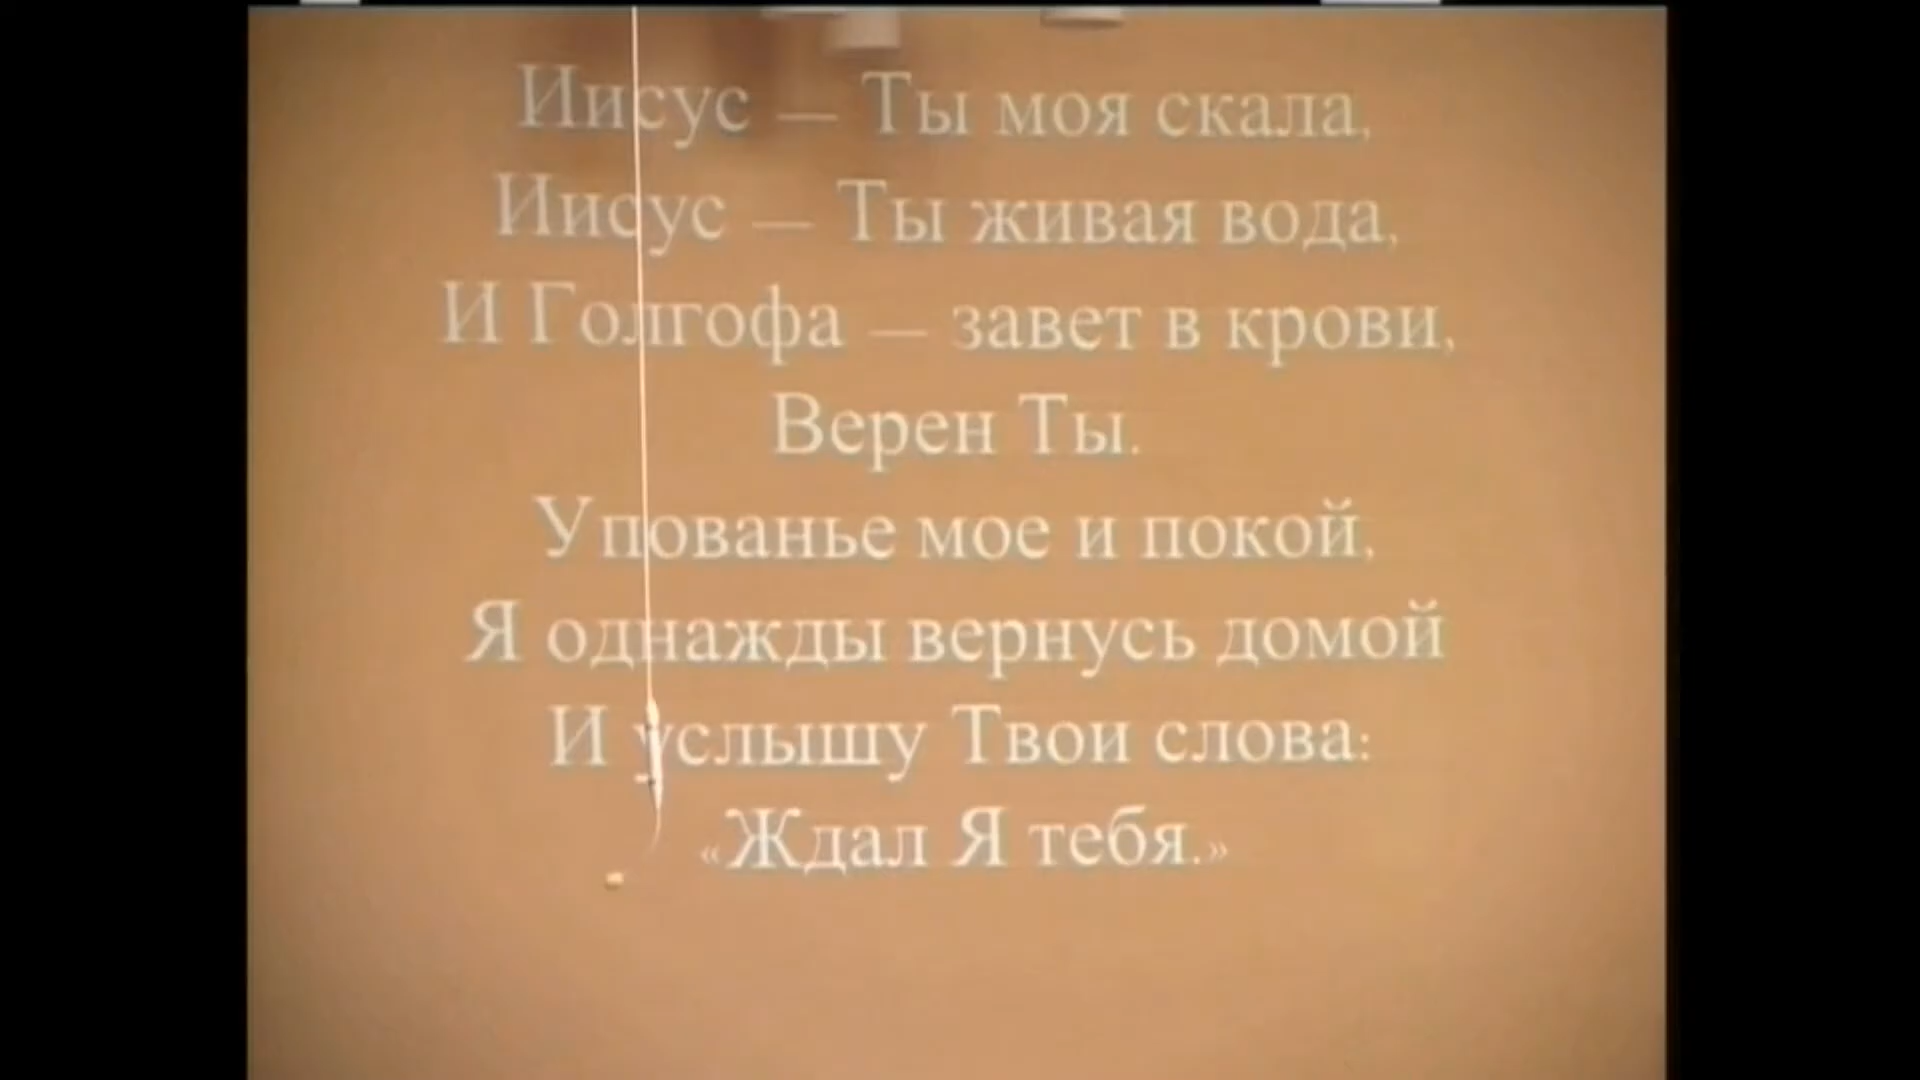 Иисус — Ты моя скала,
Иисус — Ты живая вода,
И Голгофа — завет в крови,
Верен Ты.
Упованье мое и покой,
Я однажды вернусь домой
И услышу Твои слова:
«Ждал Я тебя.»